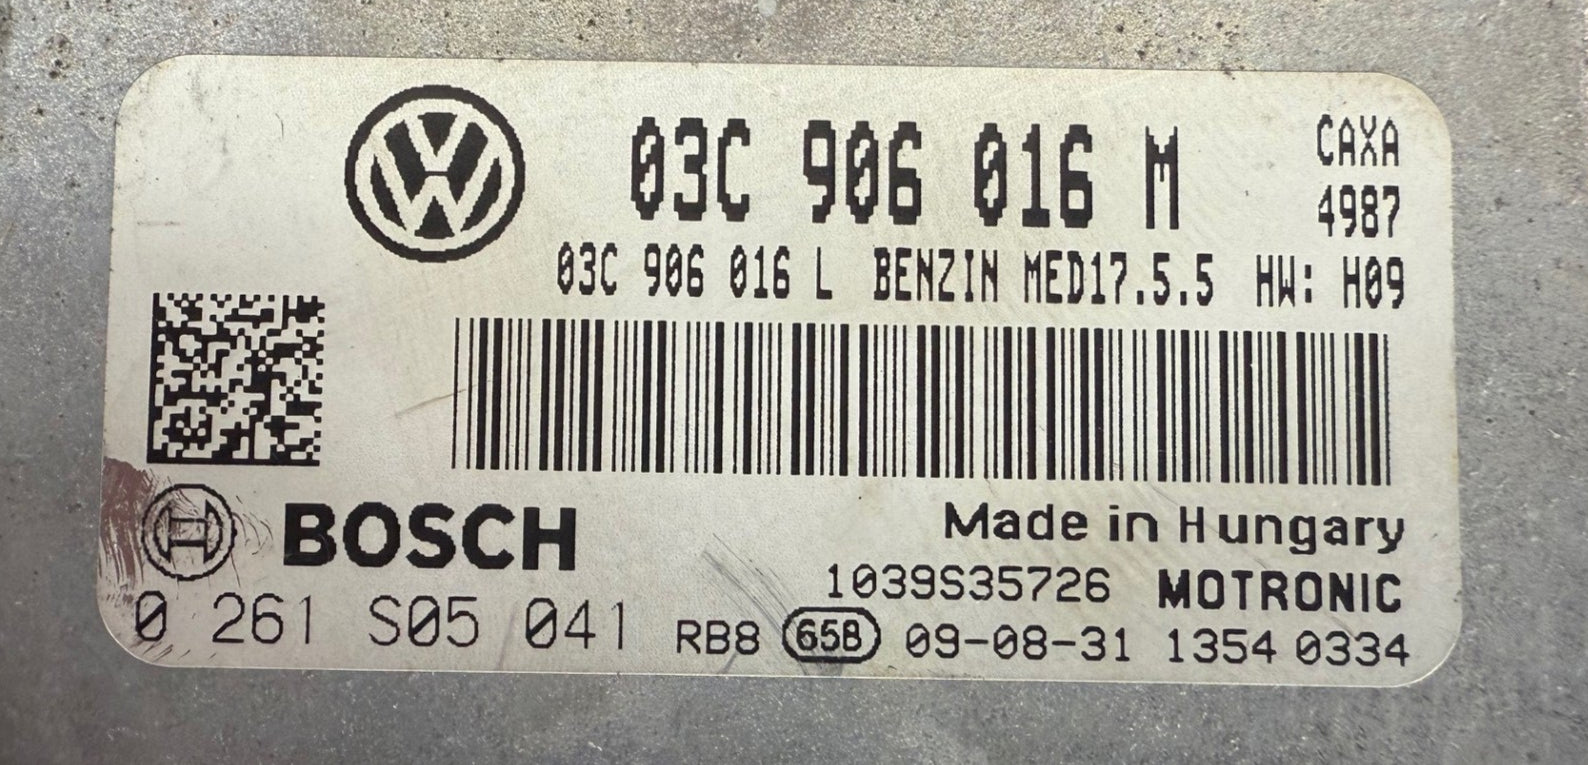 03C 906 016 M
CAXA
4987
03C 906 016 L BENZIN MED17.5.5 HW: H09
BOSCH
Made in Hungary
1039S35726 MOTRONIC
0 261 S05 041 RB8 65B 09-08-31 1354 0334